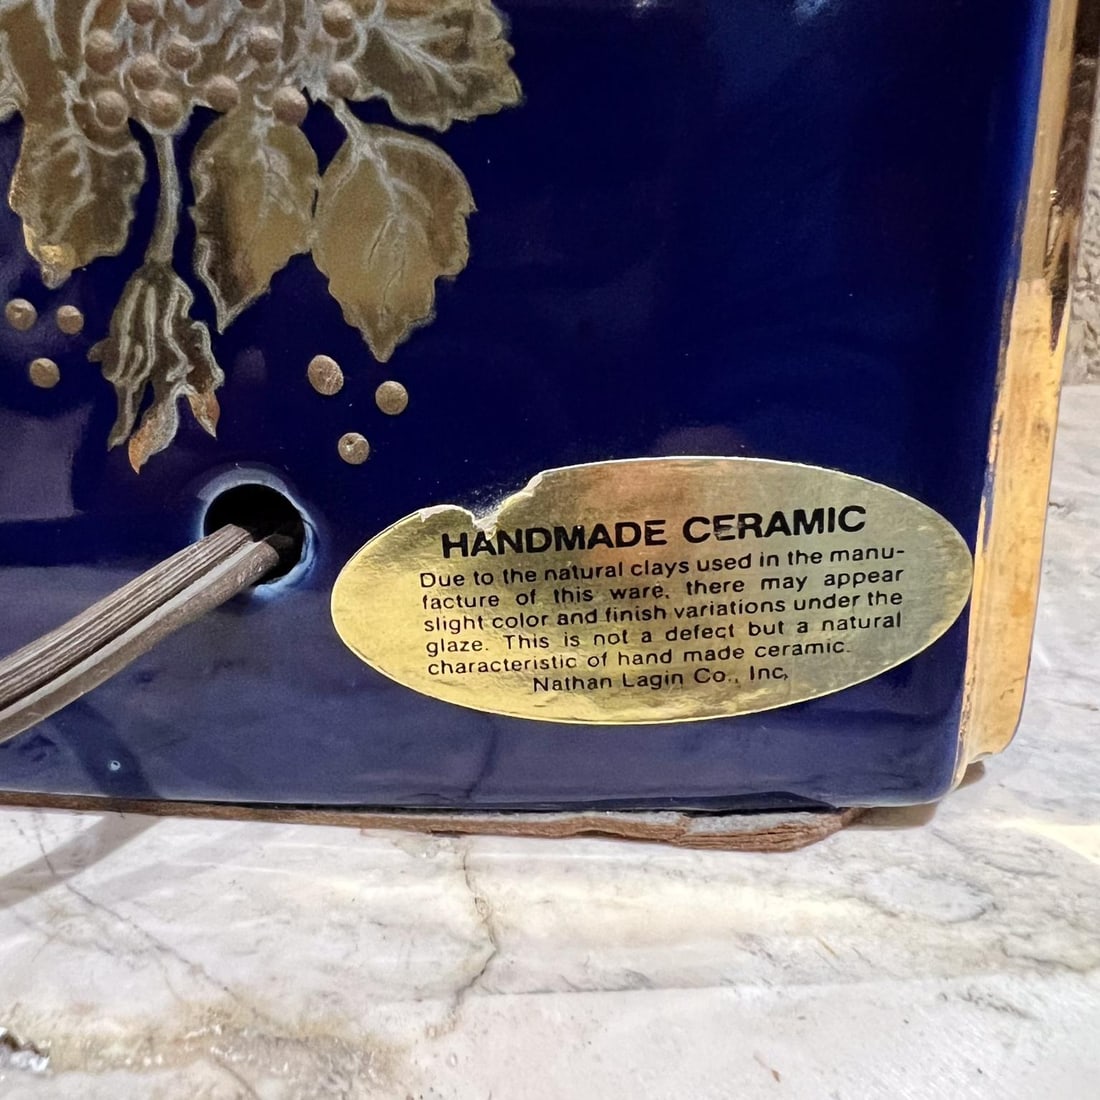 HANDMADE CERAMIC
Due to the natural clays used in the manu-
facture of this ware, there may appear
slight color and finish variations under the
glaze. This is not a defect but a natural
characteristic of hand made ceramic.
Nathan Lagin Co., Inc.